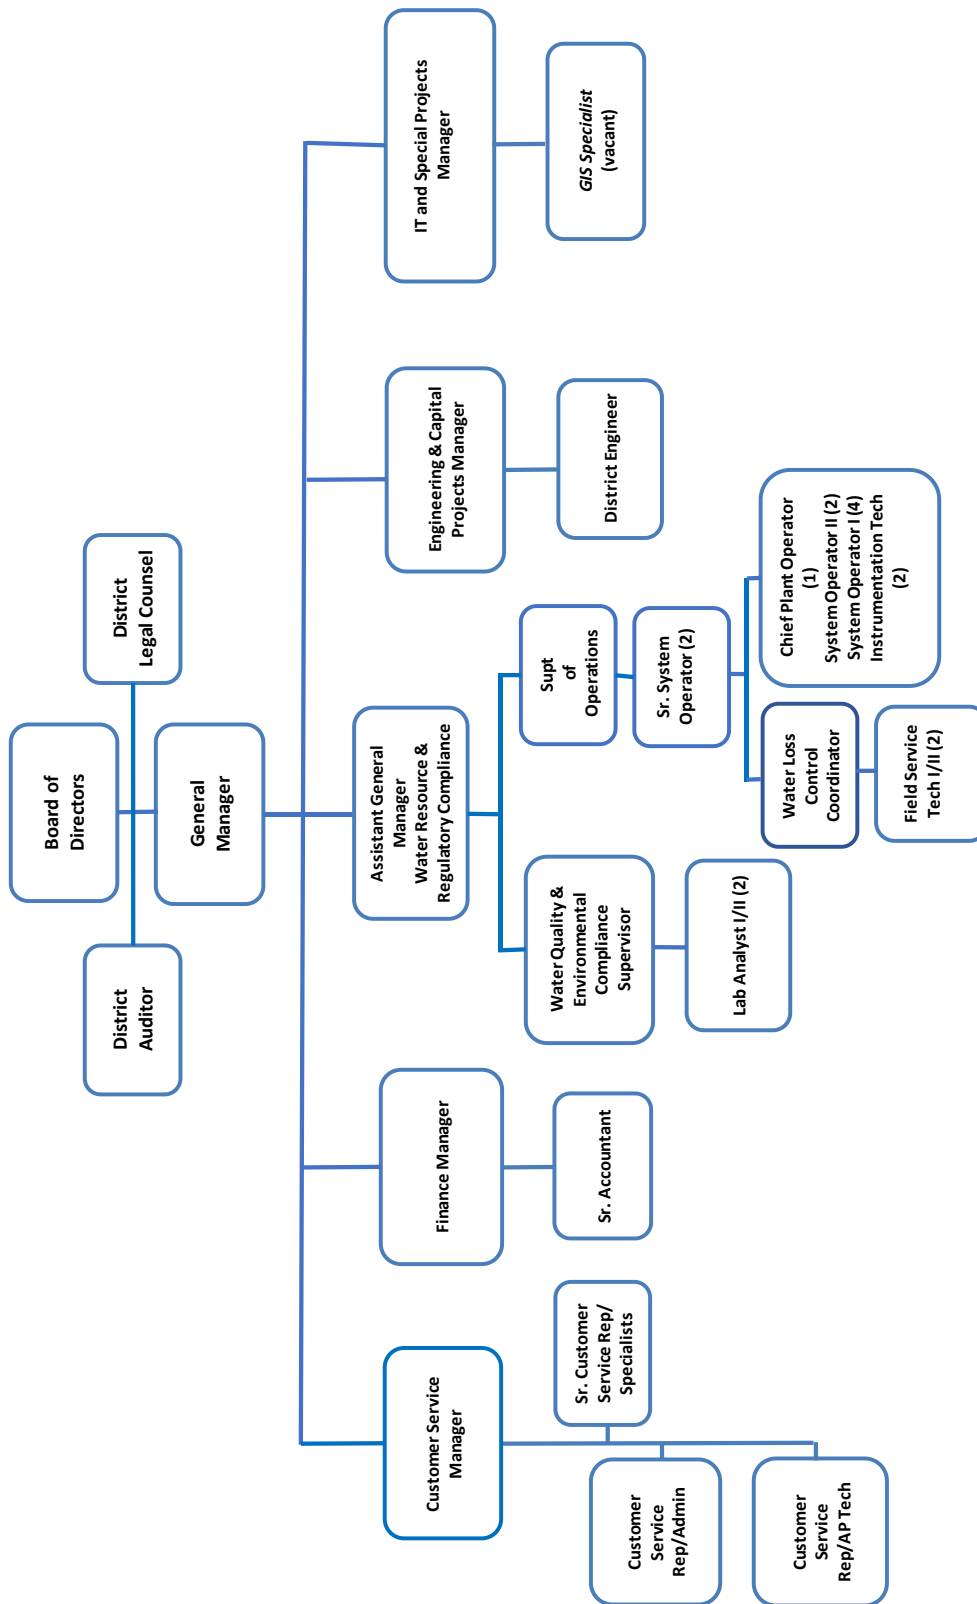 Board of
Directors
District
Auditor
District
Legal Counsel
General
Manager
Customer Service
Manager
Finance Manager
Assistant General
Manager
Water Resource &
Regulatory Compliance
Engineering & Capital
Projects Manager
IT and Special Projects
Manager
Sr. Customer
Service Rep/
Specialists
Customer
Service
Rep/Admin
Customer
Service
Rep/AP Tech
Sr. Accountant
Water Quality &
Environmental
Compliance
Supervisor
Lab Analyst I/II (2)
Supt
of
Operations
Sr. System
Operator (2)
Water Loss
Control
Coordinator
Field Service
Tech I/II (2)
Chief Plant Operator
(1)
System Operator II (2)
System Operator I (4)
Instrumentation Tech
(2)
District Engineer
GIS Specialist
(vacant)